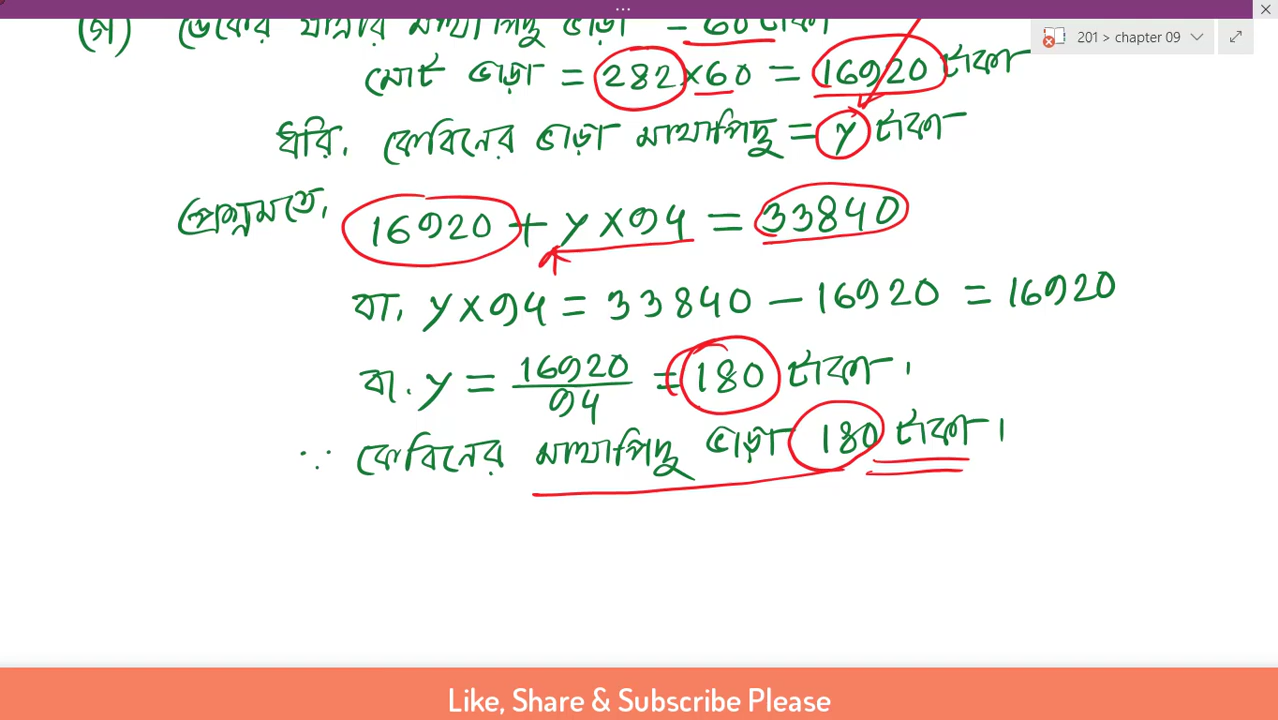 201 > chapter 09
(গ) ডেকের যাত্রীর মাথাপিছু ভাড়া = 60 টাকা
মোট ভাড়া = 282×60 = 16920 টাকা
ধরি, কেবিনের ভাড়া মাথাপিছু = y টাকা
প্রশ্নমতে, 16920 + y×94 = 33840
বা, y×94 = 33840 – 16920 = 16920
বা, y = 16920/94 = 180 টাকা।
∵ কেবিনের মাথাপিছু ভাড়া 180 টাকা।
Like, Share & Subscribe Please